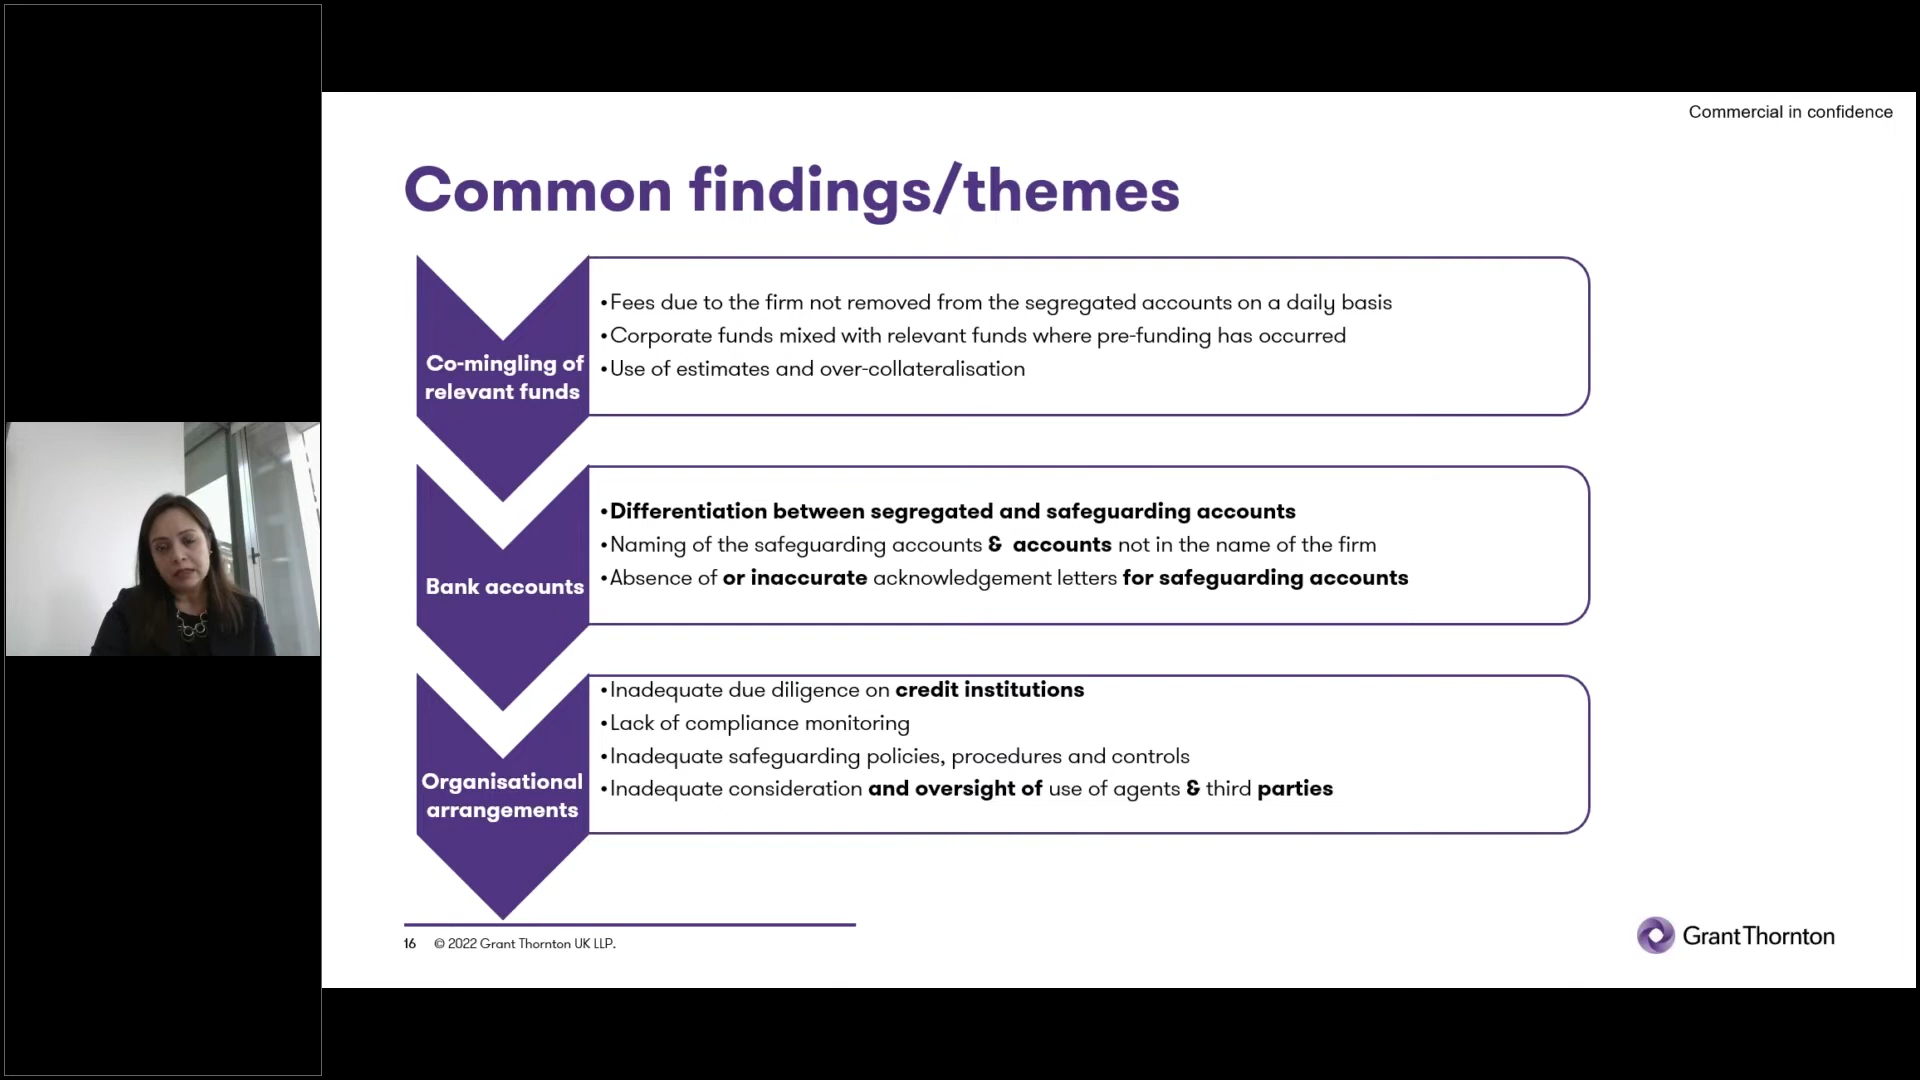 Commercial in confidence
Common findings/themes
Co-mingling of
relevant funds
•Fees due to the firm not removed from the segregated accounts on a daily basis
•Corporate funds mixed with relevant funds where pre-funding has occurred
•Use of estimates and over-collateralisation
Bank accounts
•Differentiation between segregated and safeguarding accounts
•Naming of the safeguarding accounts &  accounts not in the name of the firm
•Absence of or inaccurate acknowledgement letters for safeguarding accounts
Organisational
arrangements
•Inadequate due diligence on credit institutions
•Lack of compliance monitoring
•Inadequate safeguarding policies, procedures and controls
•Inadequate consideration and oversight of use of agents & third parties
16 © 2022 Grant Thornton UK LLP.
Grant Thornton